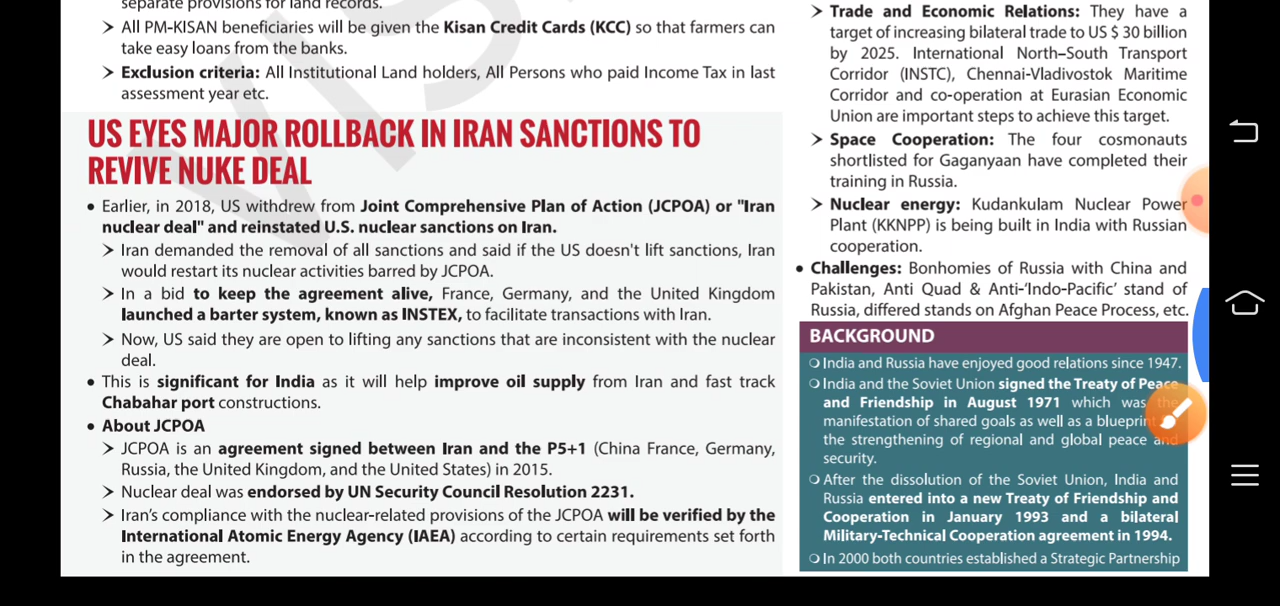 separate provisions for land records.
➤ All PM-KISAN beneficiaries will be given the Kisan Credit Cards (KCC) so that farmers can
take easy loans from the banks.
➤ Exclusion criteria: All Institutional Land holders, All Persons who paid Income Tax in last
assessment year etc.
US EYES MAJOR ROLLBACK IN IRAN SANCTIONS TO
REVIVE NUKE DEAL
• Earlier, in 2018, US withdrew from Joint Comprehensive Plan of Action (JCPOA) or "Iran
nuclear deal" and reinstated U.S. nuclear sanctions on Iran.
➤ Iran demanded the removal of all sanctions and said if the US doesn't lift sanctions, Iran
would restart its nuclear activities barred by JCPOA.
➤ In a bid to keep the agreement alive, France, Germany, and the United Kingdom
launched a barter system, known as INSTEX, to facilitate transactions with Iran.
➤ Now, US said they are open to lifting any sanctions that are inconsistent with the nuclear
deal.
• This is significant for India as it will help improve oil supply from Iran and fast track
Chabahar port constructions.
• About JCPOA
➤ JCPOA is an agreement signed between Iran and the P5+1 (China France, Germany,
Russia, the United Kingdom, and the United States) in 2015.
➤ Nuclear deal was endorsed by UN Security Council Resolution 2231.
➤ Iran's compliance with the nuclear-related provisions of the JCPOA will be verified by the
International Atomic Energy Agency (IAEA) according to certain requirements set forth
in the agreement.
➤ Trade and Economic Relations: They have a
target of increasing bilateral trade to US $ 30 billion
by 2025. International North–South Transport
Corridor (INSTC), Chennai-Vladivostok Maritime
Corridor and co-operation at Eurasian Economic
Union are important steps to achieve this target.
➤ Space Cooperation: The four cosmonauts
shortlisted for Gaganyaan have completed their
training in Russia.
➤ Nuclear energy: Kudankulam Nuclear Power
Plant (KKNPP) is being built in India with Russian
cooperation.
• Challenges: Bonhomies of Russia with China and
Pakistan, Anti Quad & Anti-'Indo-Pacific' stand of
Russia, differed stands on Afghan Peace Process, etc.
BACKGROUND
○ India and Russia have enjoyed good relations since 1947.
○ India and the Soviet Union signed the Treaty of Peace
and Friendship in August 1971 which was the
manifestation of shared goals as well as a blueprint
the strengthening of regional and global peace and
security.
○ After the dissolution of the Soviet Union, India and
Russia entered into a new Treaty of Friendship and
Cooperation in January 1993 and a bilateral
Military-Technical Cooperation agreement in 1994.
○ In 2000 both countries established a Strategic Partnership